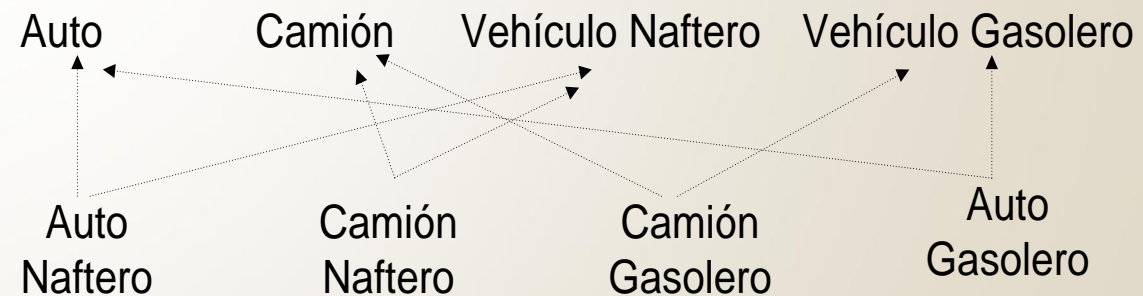 Auto Camión Vehículo Naftero Vehículo Gasolero
Auto
Naftero
Camión
Naftero
Camión
Gasolero
Auto
Gasolero